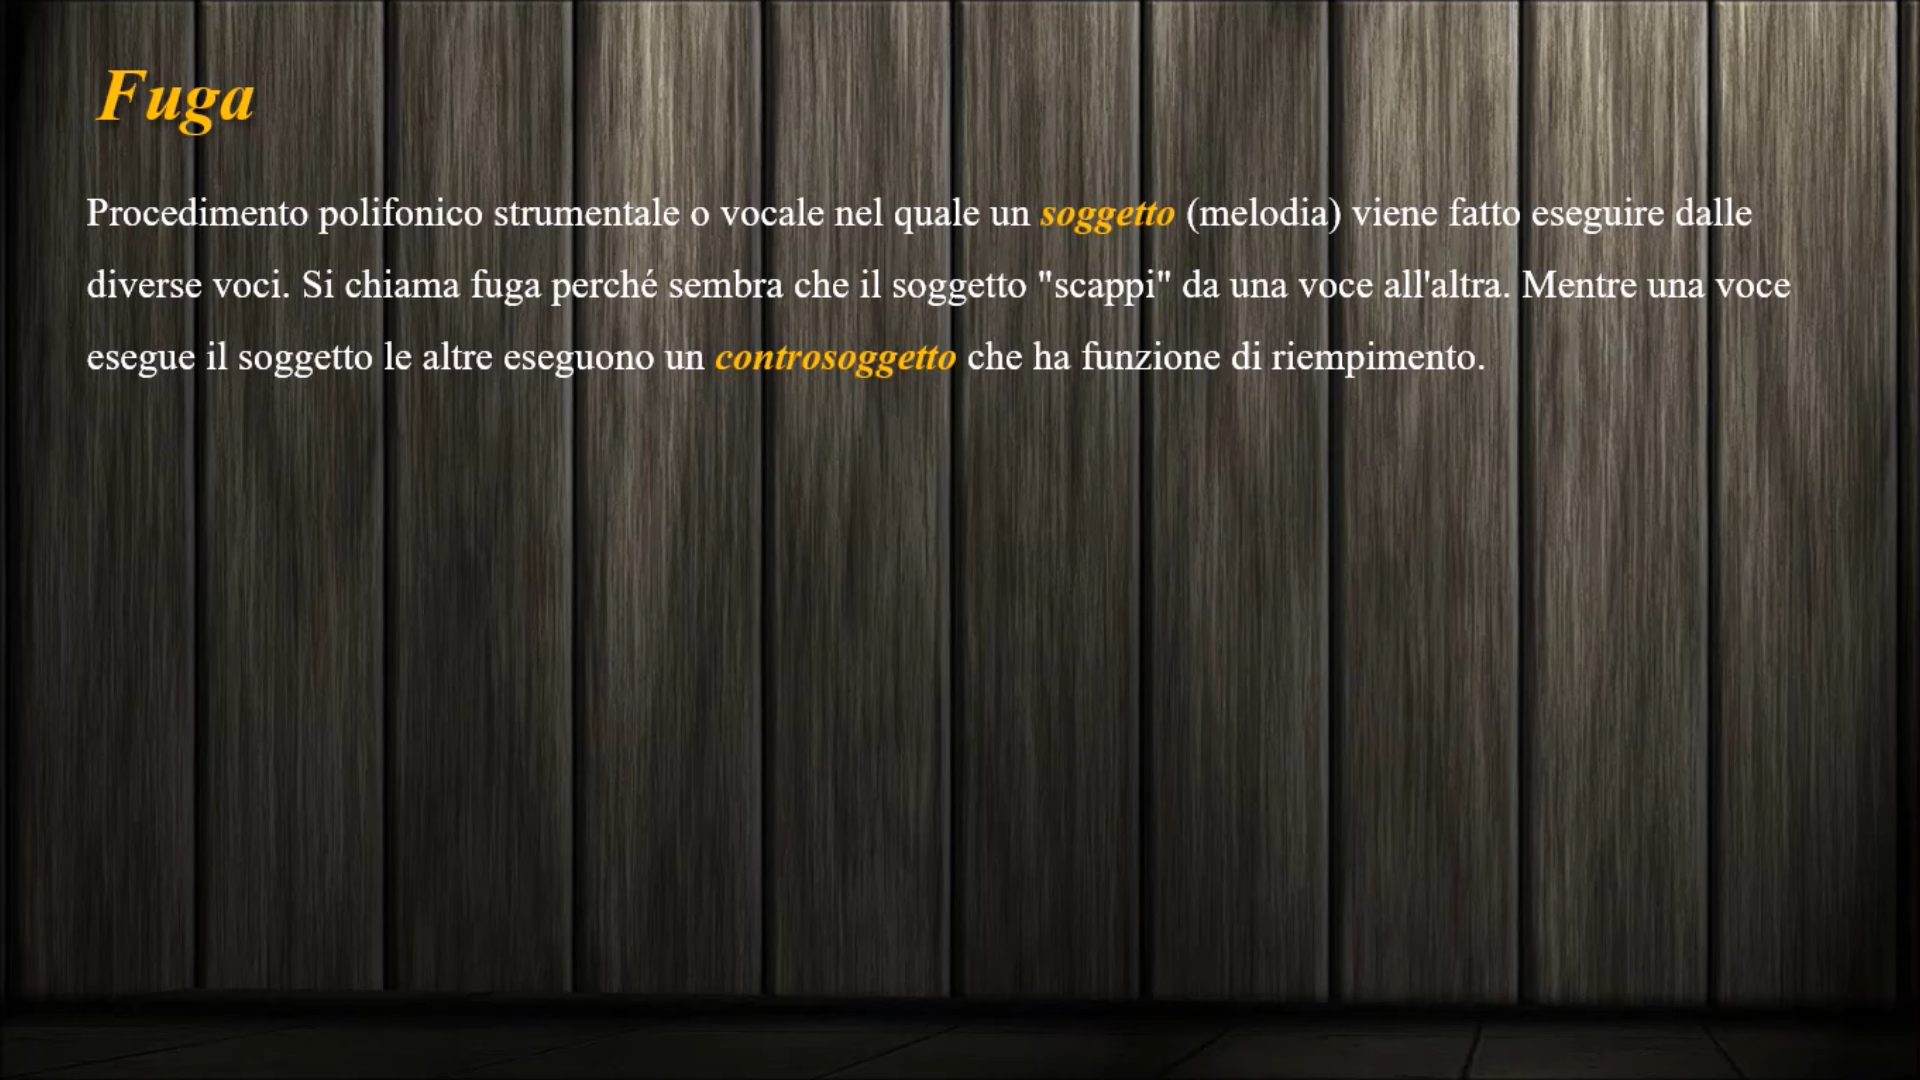 Fuga
Procedimento polifonico strumentale o vocale nel quale un soggetto (melodia) viene fatto eseguire dalle
diverse voci. Si chiama fuga perché sembra che il soggetto "scappi" da una voce all'altra. Mentre una voce
esegue il soggetto le altre eseguono un controsoggetto che ha funzione di riempimento.